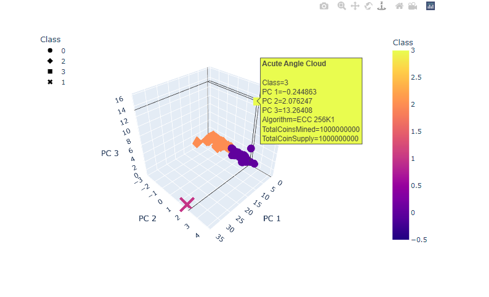 Class
0
2
3
1
Acute Angle Cloud
Class=3
PC 1=−0.244863
PC 2=2.076247
PC 3=13.26408
Algorithm=ECC 256K1
TotalCoinsMined=1000000000
TotalCoinSupply=1000000000
16
14
12
10
8
6
4
2
0
PC 3
−1
0
1
2
3
4
PC 2
0
5
10
15
20
25
30
35
PC 1
Class
3
2.5
2
1.5
1
0.5
0
−0.5